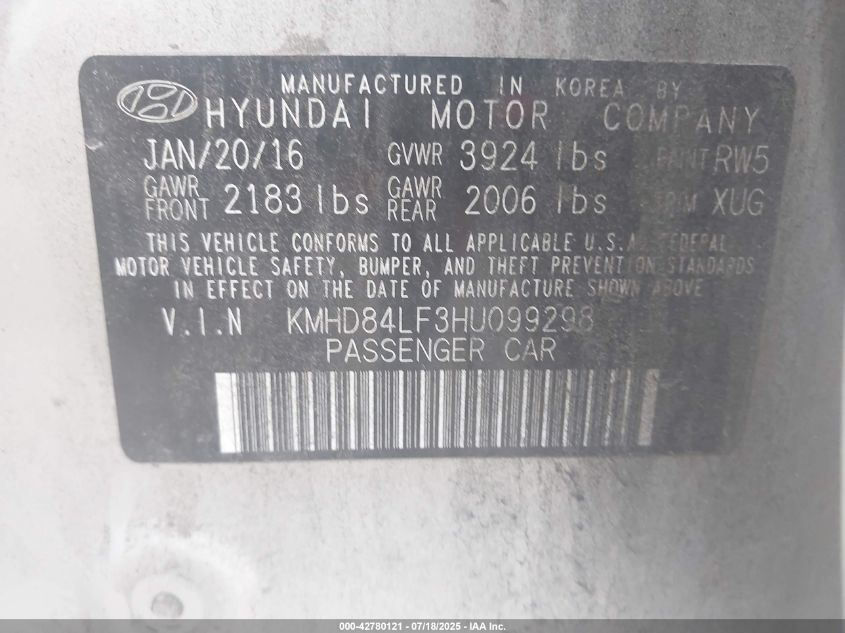 MANUFACTURED IN KOREA BY
HYUNDAI MOTOR COMPANY
JAN/20/16 GVWR 3924 lbs PAINT RW5
GAWR FRONT 2183 lbs GAWR REAR 2006 lbs TRIM XUG
THIS VEHICLE CONFORMS TO ALL APPLICABLE U.S.A. FEDERAL
MOTOR VEHICLE SAFETY, BUMPER, AND THEFT PREVENTION STANDARDS
IN EFFECT ON THE DATE OF MANUFACTURE SHOWN ABOVE
V.I.N KMHD84LF3HU099298
PASSENGER CAR
000-42780121 - 07/18/2025 - IAA Inc.